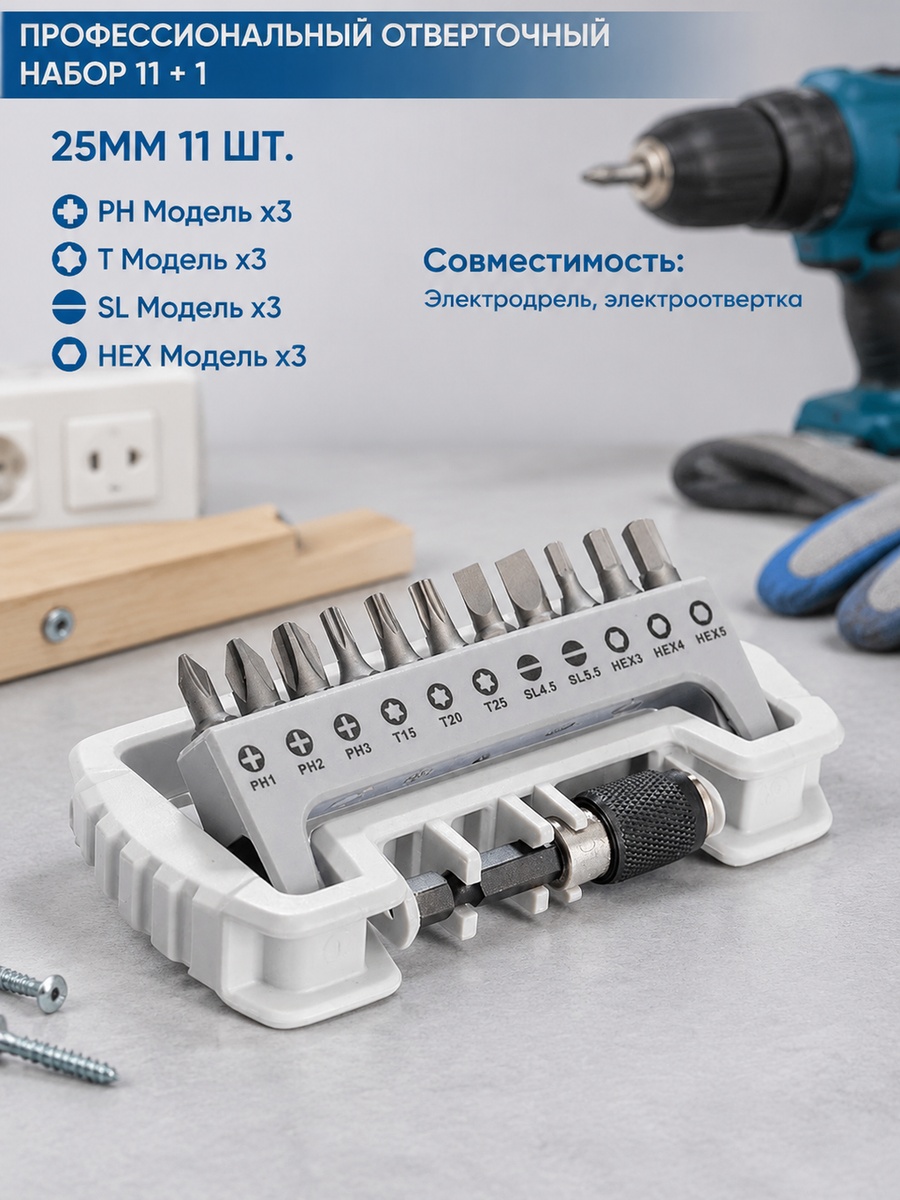 ПРОФЕССИОНАЛЬНЫЙ ОТВЕРТОЧНЫЙ
НАБОР 11 + 1
25ММ 11 ШТ.
PH Модель x3
T Модель x3
SL Модель x3
HEX Модель x3
Совместимость:
Электродрель, электроотвертка
PH1 PH2 PH3 T15 T20 T25 SL4.5 SL5.5 HEX3 HEX4 HEX5